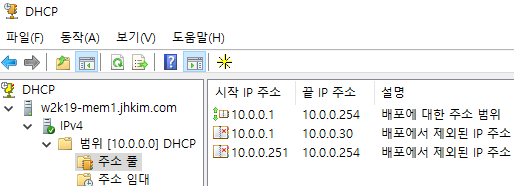 DHCP
파일(F) 동작(A) 보기(V) 도움말(H)
DHCP
w2k19-mem1.jhkim.com
IPv4
범위 [10.0.0.0] DHCP
주소 풀
주소 임대
시작 IP 주소 끝 IP 주소 설명
10.0.0.1 10.0.0.254 배포에 대한 주소 범위
10.0.0.1 10.0.0.30 배포에서 제외된 IP 주소
10.0.0.251 10.0.0.254 배포에서 제외된 IP 주소